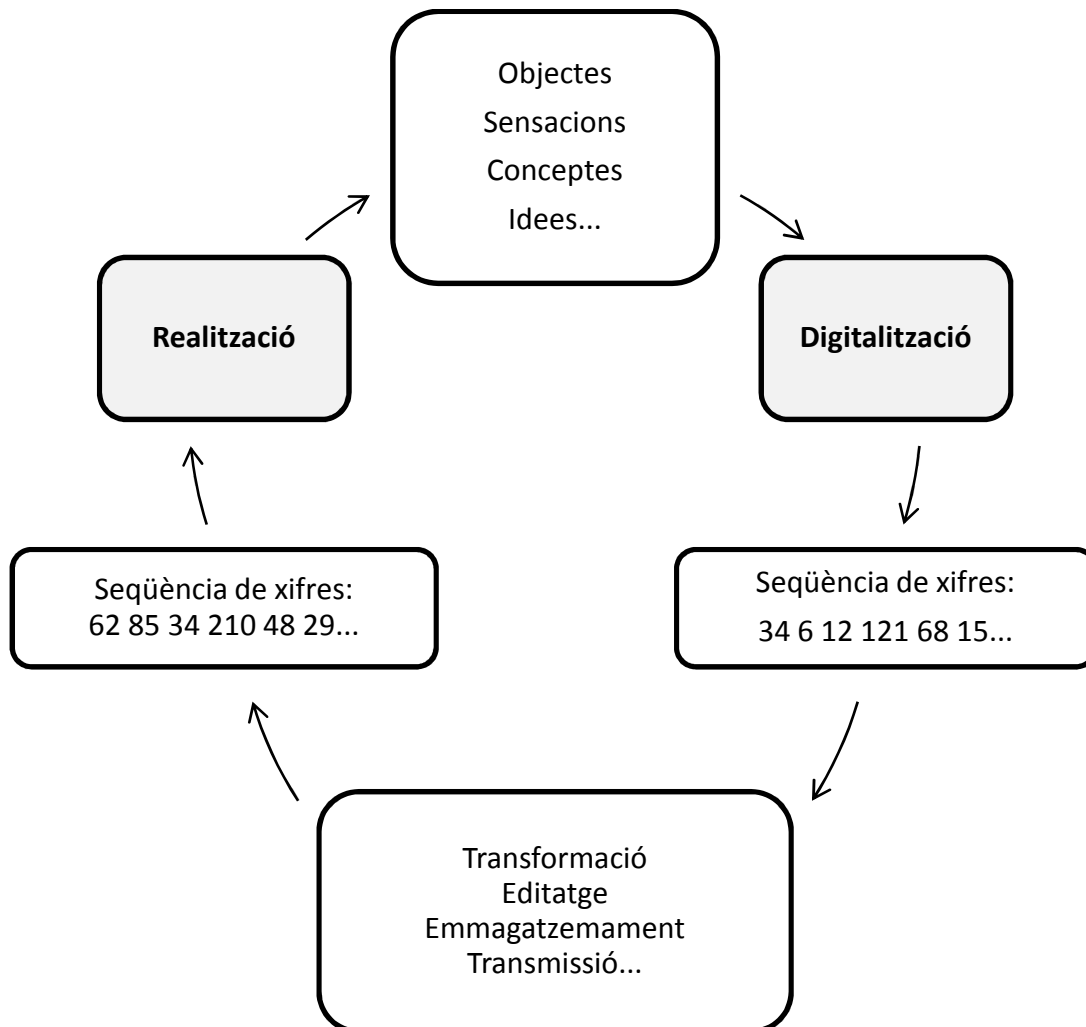 Objectes
Sensacions
Conceptes
Idees...
Realització
Digitalització
Seqüència de xifres:
62 85 34 210 48 29...
Seqüència de xifres:
34 6 12 121 68 15...
Transformació
Editatge
Emmagatzemament
Transmissió...